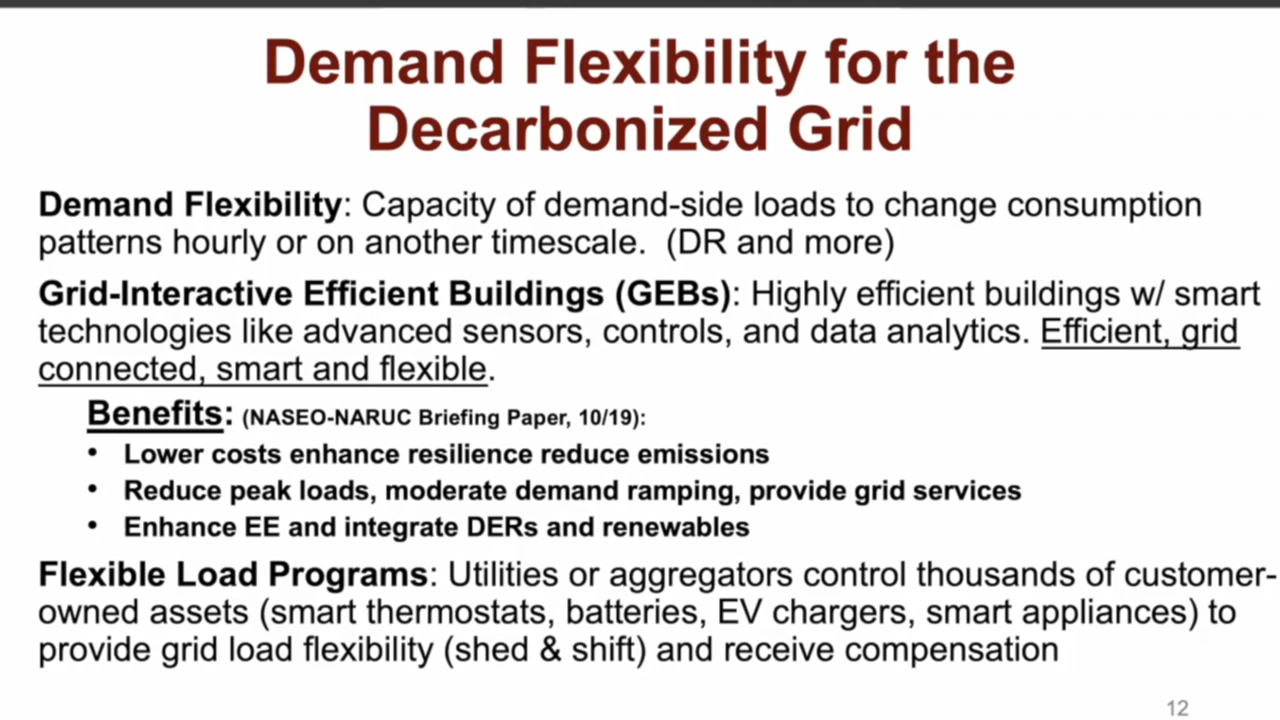 Demand Flexibility for the
Decarbonized Grid
Demand Flexibility: Capacity of demand-side loads to change consumption
patterns hourly or on another timescale.  (DR and more)
Grid-Interactive Efficient Buildings (GEBs): Highly efficient buildings w/ smart
technologies like advanced sensors, controls, and data analytics. Efficient, grid
connected, smart and flexible.
Benefits: (NASEO-NARUC Briefing Paper, 10/19):
• Lower costs enhance resilience reduce emissions
• Reduce peak loads, moderate demand ramping, provide grid services
• Enhance EE and integrate DERs and renewables
Flexible Load Programs: Utilities or aggregators control thousands of customer-
owned assets (smart thermostats, batteries, EV chargers, smart appliances) to
provide grid load flexibility (shed & shift) and receive compensation
12